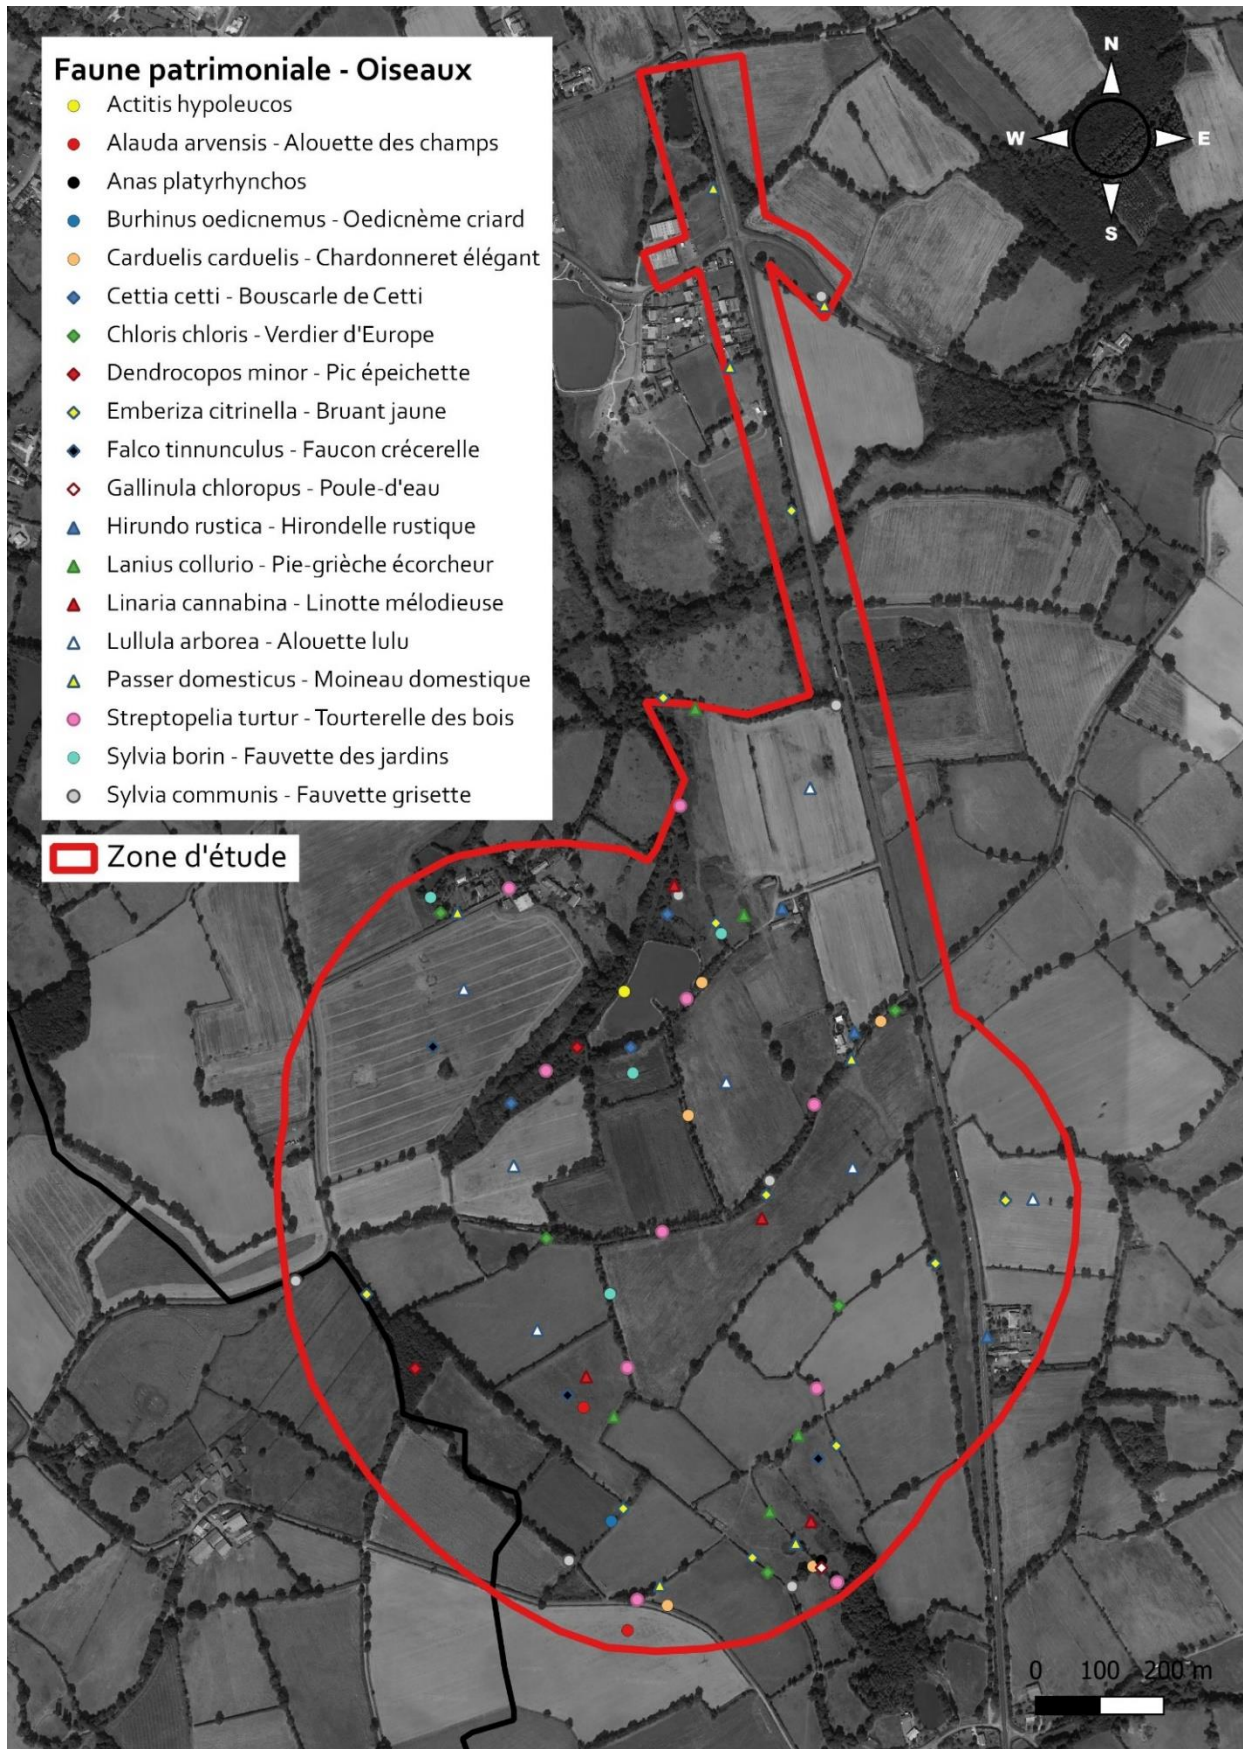 Faune patrimoniale - Oiseaux
Actitis hypoleucos
Alauda arvensis - Alouette des champs
Anas platyrhynchos
Burhinus oedicnemus - Oedicnème criard
Carduelis carduelis - Chardonneret élégant
Cettia cetti - Bouscarle de Cetti
Chloris chloris - Verdier d'Europe
Dendrocopos minor - Pic épeichette
Emberiza citrinella - Bruant jaune
Falco tinnunculus - Faucon crécerelle
Gallinula chloropus - Poule-d'eau
Hirundo rustica - Hirondelle rustique
Lanius collurio - Pie-grièche écorcheur
Linaria cannabina - Linotte mélodieuse
Lullula arborea - Alouette lulu
Passer domesticus - Moineau domestique
Streptopelia turtur - Tourterelle des bois
Sylvia borin - Fauvette des jardins
Sylvia communis - Fauvette grisette
Zone d'étude
N
W E
S
0 100 200 m